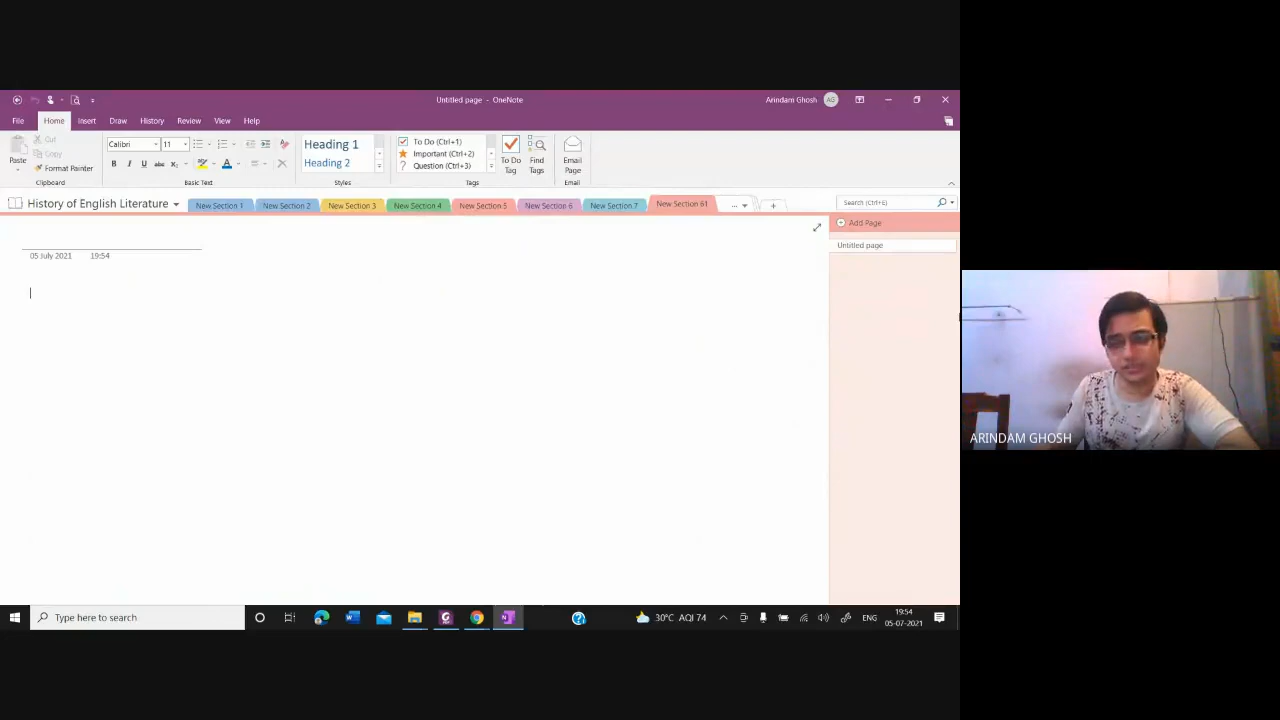 Untitled page - OneNote
Arindam Ghosh
AG
File
Home
Insert
Draw
History
Review
View
Help
Paste
Cut
Copy
Format Painter
Clipboard
Calibri
11
Basic Text
Heading 1
Heading 2
Styles
To Do (Ctrl+1)
Important (Ctrl+2)
Question (Ctrl+3)
Tags
To Do
Tag
Find
Tags
Email
Page
Email
History of English Literature
New Section 1
New Section 2
New Section 3
New Section 4
New Section 5
New Section 6
New Section 7
New Section 61
...
Search (Ctrl+E)
Add Page
Untitled page
05 July 2021 19:54
ARINDAM GHOSH
Type here to search
30°C AQI 74
ENG
19:54
05-07-2021